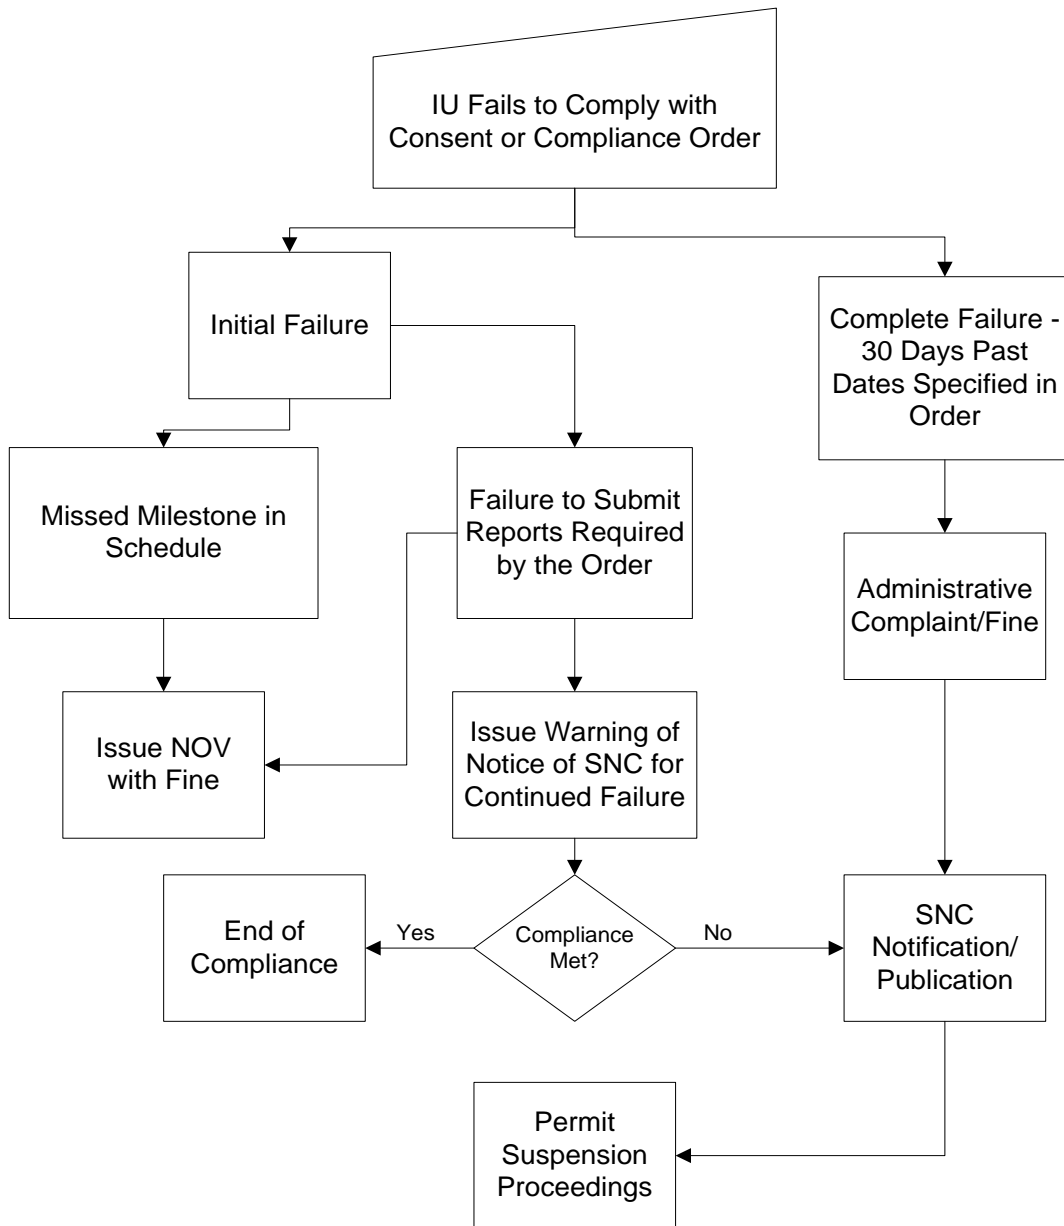 IU Fails to Comply with
Consent or Compliance Order
Initial Failure
Complete Failure -
30 Days Past
Dates Specified in
Order
Missed Milestone in
Schedule
Failure to Submit
Reports Required
by the Order
Administrative
Complaint/Fine
Issue NOV
with Fine
Issue Warning of
Notice of SNC for
Continued Failure
End of
Compliance
Yes
Compliance
Met?
No
SNC
Notification/
Publication
Permit
Suspension
Proceedings